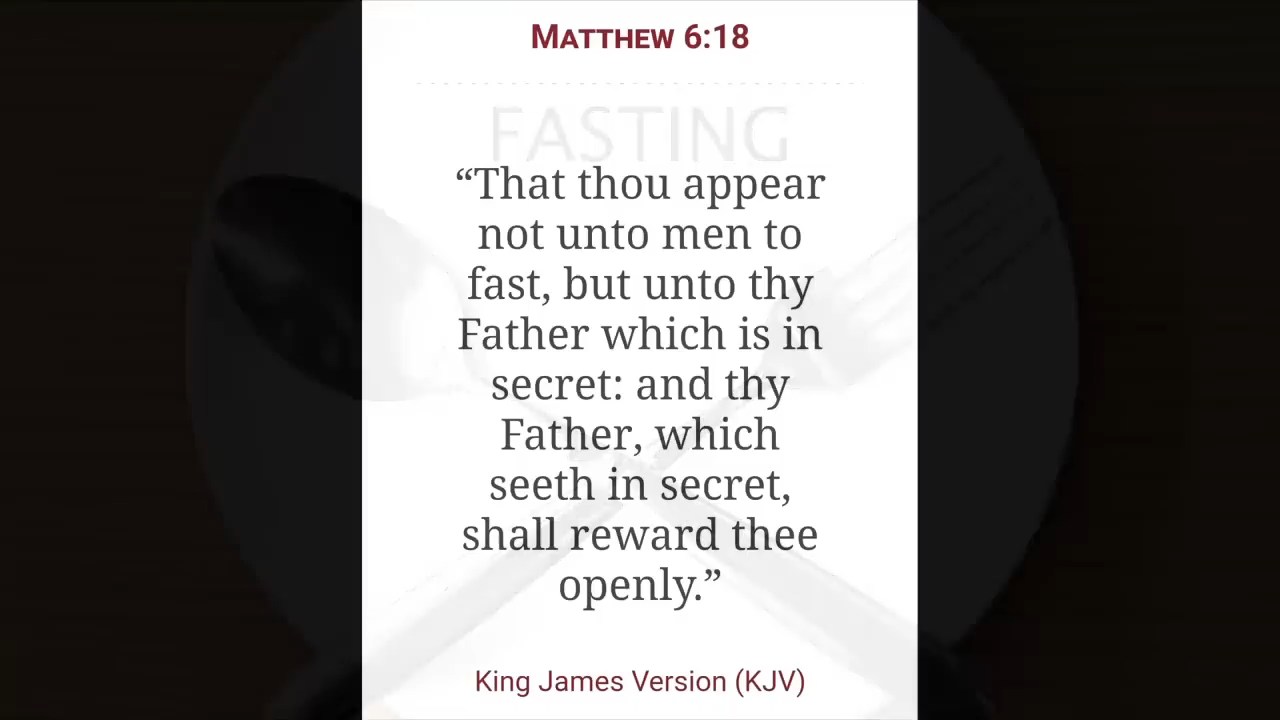 MATTHEW 6:18
FASTING
“That thou appear
not unto men to
fast, but unto thy
Father which is in
secret: and thy
Father, which
seeth in secret,
shall reward thee
openly.”
King James Version (KJV)